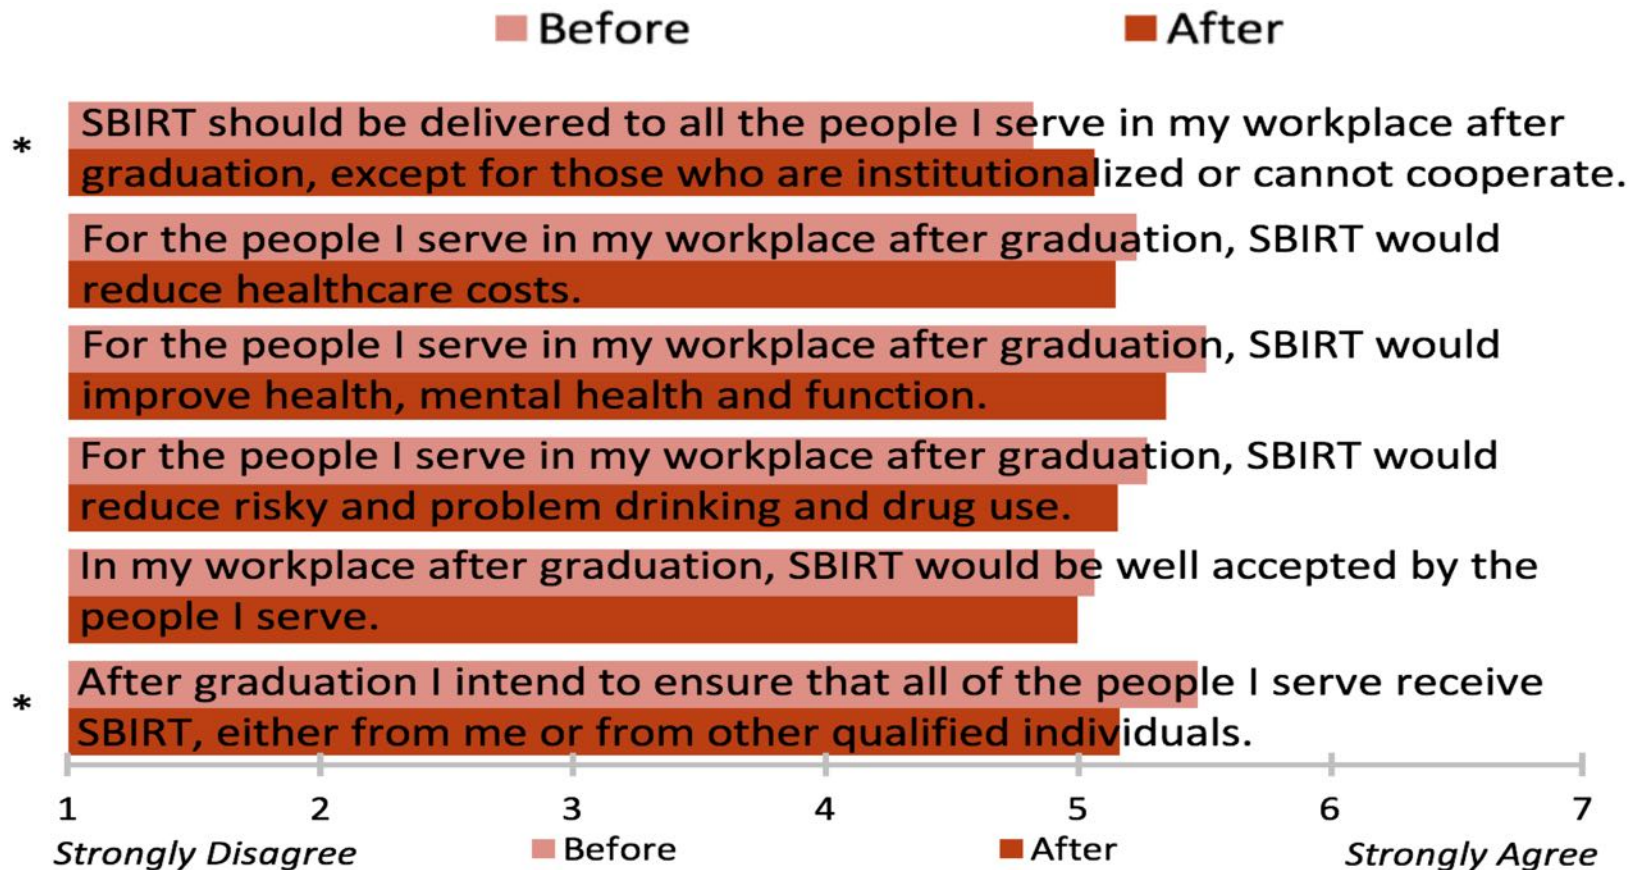 Before After
* SBIRT should be delivered to all the people I serve in my workplace after
graduation, except for those who are institutionalized or cannot cooperate.
For the people I serve in my workplace after graduation, SBIRT would
reduce healthcare costs.
For the people I serve in my workplace after graduation, SBIRT would
improve health, mental health and function.
For the people I serve in my workplace after graduation, SBIRT would
reduce risky and problem drinking and drug use.
In my workplace after graduation, SBIRT would be well accepted by the
people I serve.
* After graduation I intend to ensure that all of the people I serve receive
SBIRT, either from me or from other qualified individuals.
1 2 3 4 5 6 7
Strongly Disagree Before After Strongly Agree